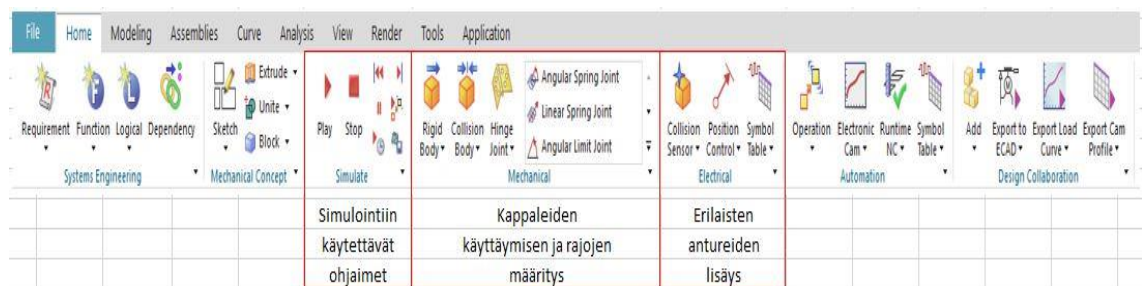 File Home Modeling Assemblies Curve Analysis View Render Tools Application
Requirement Function Logical Dependency
Systems Engineering
Sketch
Extrude
Unite
Block
Mechanical Concept
Play Stop
Simulate
Rigid Body
Collision Body
Hinge Joint
Angular Spring Joint
Linear Spring Joint
Angular Limit Joint
Mechanical
Collision Sensor
Position Control
Symbol Table
Electrical
Operation
Electronic Cam
Runtime NC
Symbol Table
Automation
Add
Export to ECAD
Export Load Curve
Export Cam Profile
Design Collaboration
Simulointiin
käytettävät
ohjaimet
Kappaleiden
käyttäymisen ja rajojen
määritys
Erilaisten
antureiden
lisäys